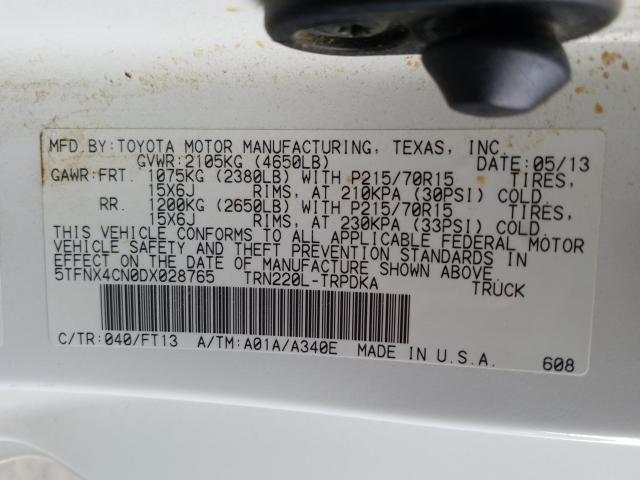 MFD.BY:TOYOTA MOTOR MANUFACTURING, TEXAS, INC.
GVWR:2105KG (4650LB) DATE:05/13
GAWR:FRT. 1075KG (2380LB) WITH P215/70R15 TIRES,
15X6J RIMS, AT 210KPA (30PSI) COLD
RR. 1200KG (2650LB) WITH P215/70R15 TIRES,
15X6J RIMS, AT 230KPA (33PSI) COLD.
THIS VEHICLE CONFORMS TO ALL APPLICABLE FEDERAL MOTOR
VEHICLE SAFETY AND THEFT PREVENTION STANDARDS IN
EFFECT ON THE DATE OF MANUFACTURE SHOWN ABOVE.
5TFNX4CN0DX028765 TRN220L-TRPDKA TRUCK
C/TR:040/FT13 A/TM:A01A/A340E MADE IN U.S.A. 608